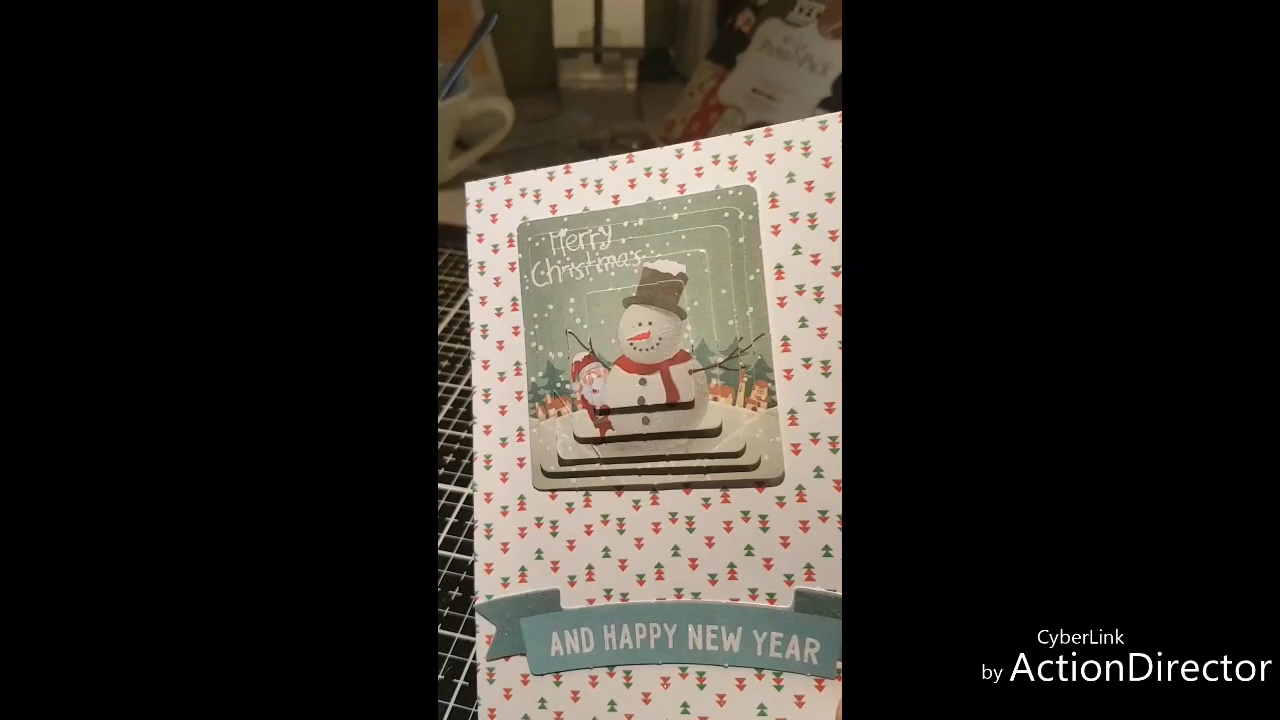 Merry
Christmas
AND HAPPY NEW YEAR
CyberLink
by ActionDirector